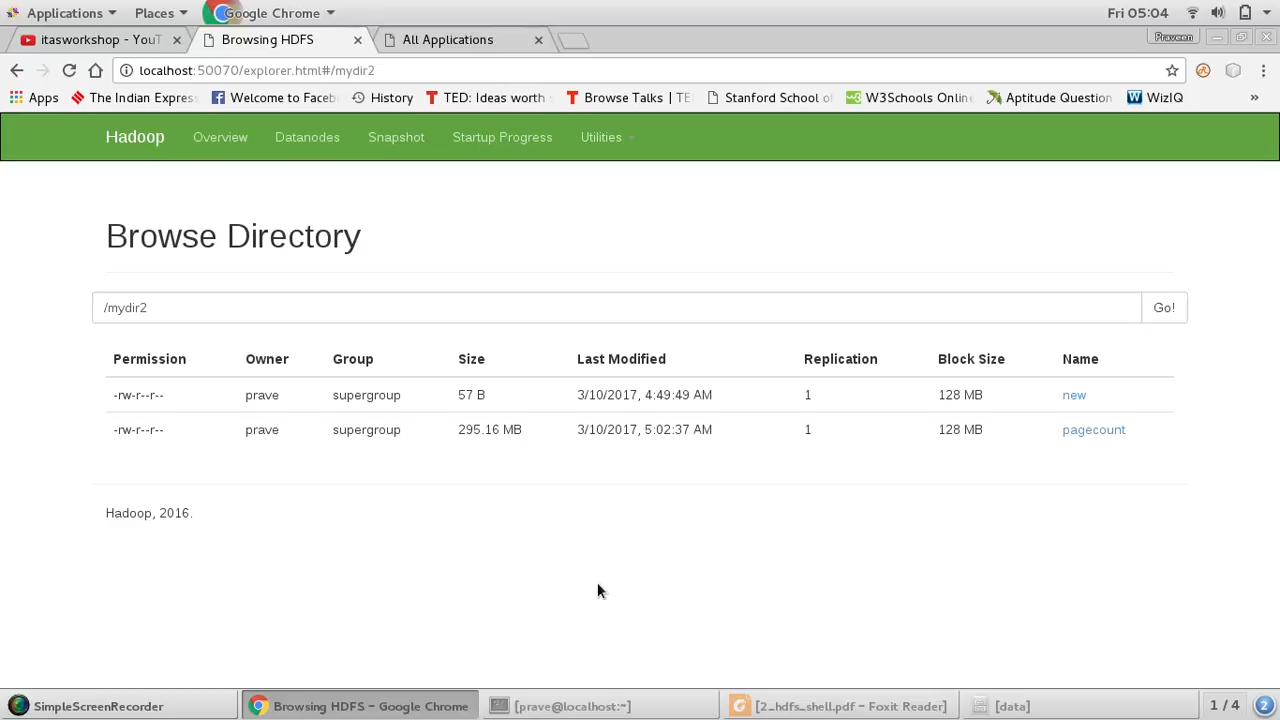 Applications Places Google Chrome Fri 05:04
itasworkshop - YouT Browsing HDFS All Applications Praveen
localhost:50070/explorer.html#/mydir2
Apps The Indian Expres Welcome to Faceb History TED: Ideas worth s Browse Talks | TE Stanford School o W3Schools Onlin Aptitude Question WizIQ »
Hadoop Overview Datanodes Snapshot Startup Progress Utilities
Browse Directory
/mydir2 Go!
Permission Owner Group Size Last Modified Replication Block Size Name
-rw-r--r-- prave supergroup 57 B 3/10/2017, 4:49:49 AM 1 128 MB new
-rw-r--r-- prave supergroup 295.16 MB 3/10/2017, 5:02:37 AM 1 128 MB pagecount
Hadoop, 2016.
SimpleScreenRecorder Browsing HDFS - Google Chrome [prave@localhost:~] [2_hdfs_shell.pdf - Foxit Reader] [data] 1 / 4 2